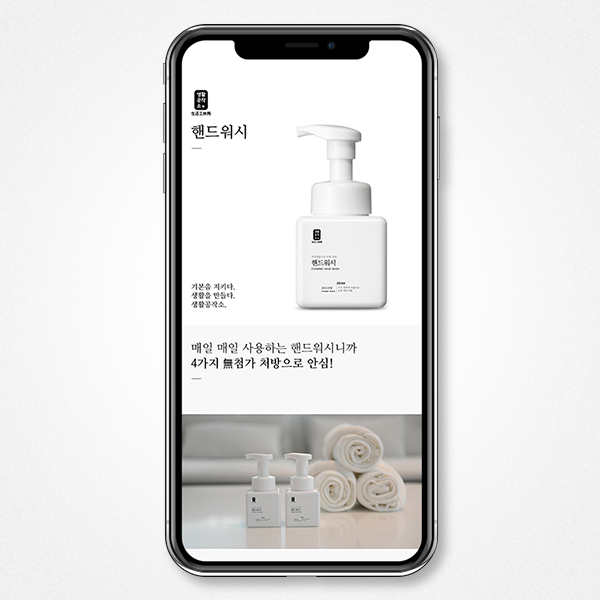 생활
공작
소
핸드워시
핸드워시
FOAMING HAND WASH
250ml
기본을 지키다.
생활을 만들다.
생활공작소.
매일 매일 사용하는 핸드워시니까
4가지 無첨가 처방으로 안심!